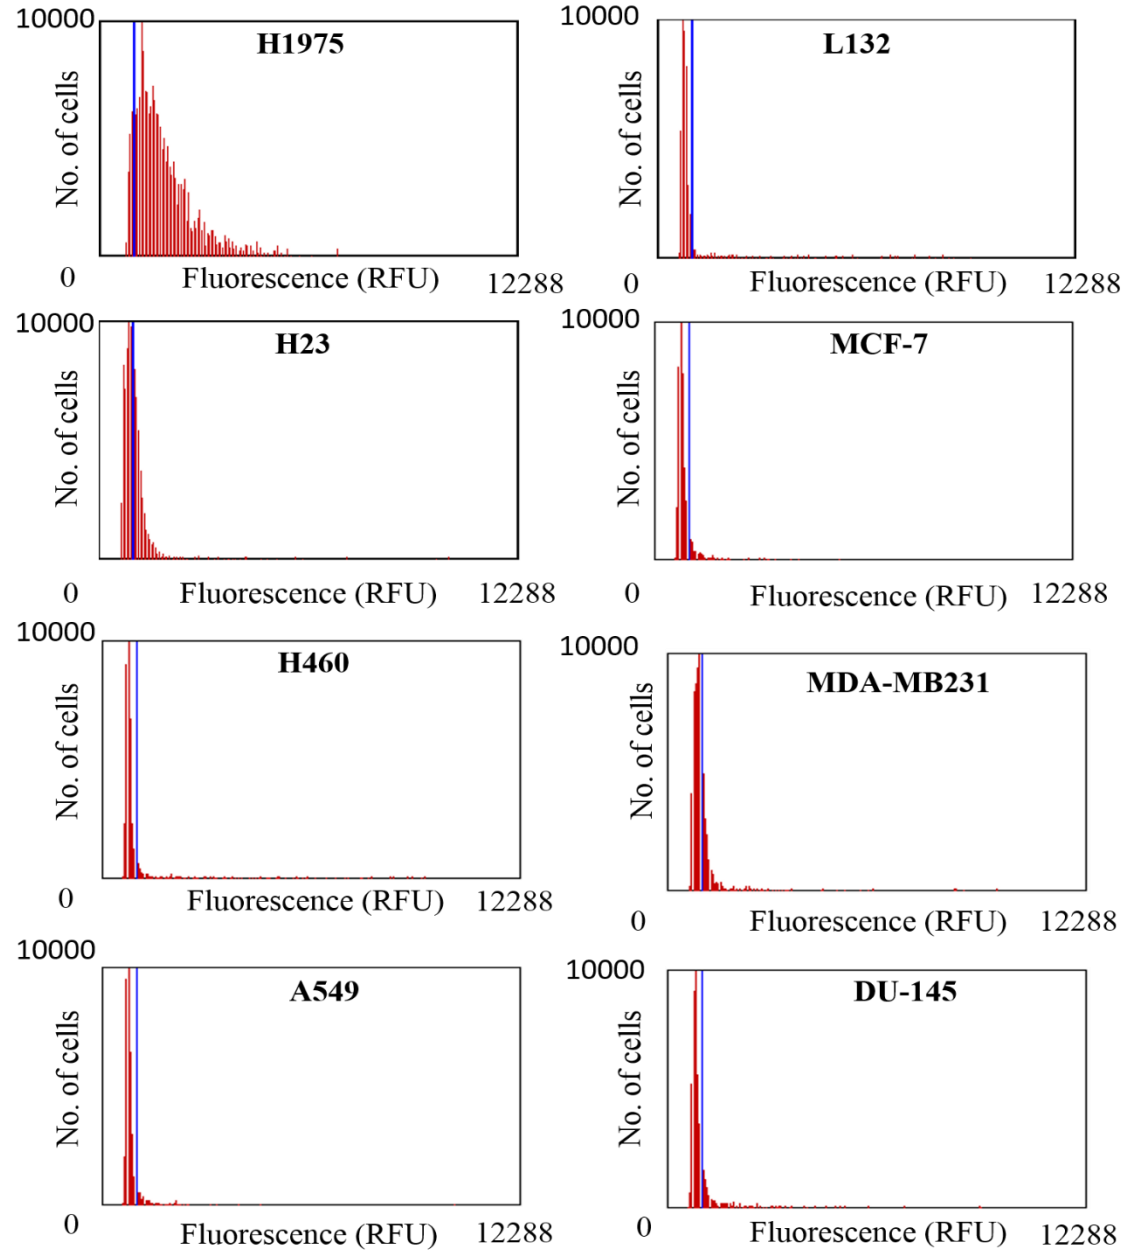 10000
H1975
No. of cells
0
Fluorescence (RFU)
12288
10000
L132
No. of cells
0
Fluorescence (RFU)
12288
10000
H23
No. of cells
0
Fluorescence (RFU)
12288
10000
MCF-7
No. of cells
0
Fluorescence (RFU)
12288
10000
H460
No. of cells
0
Fluorescence (RFU)
12288
10000
MDA-MB231
No. of cells
0
Fluorescence (RFU)
12288
10000
A549
No. of cells
0
Fluorescence (RFU)
12288
10000
DU-145
No. of cells
0
Fluorescence (RFU)
12288